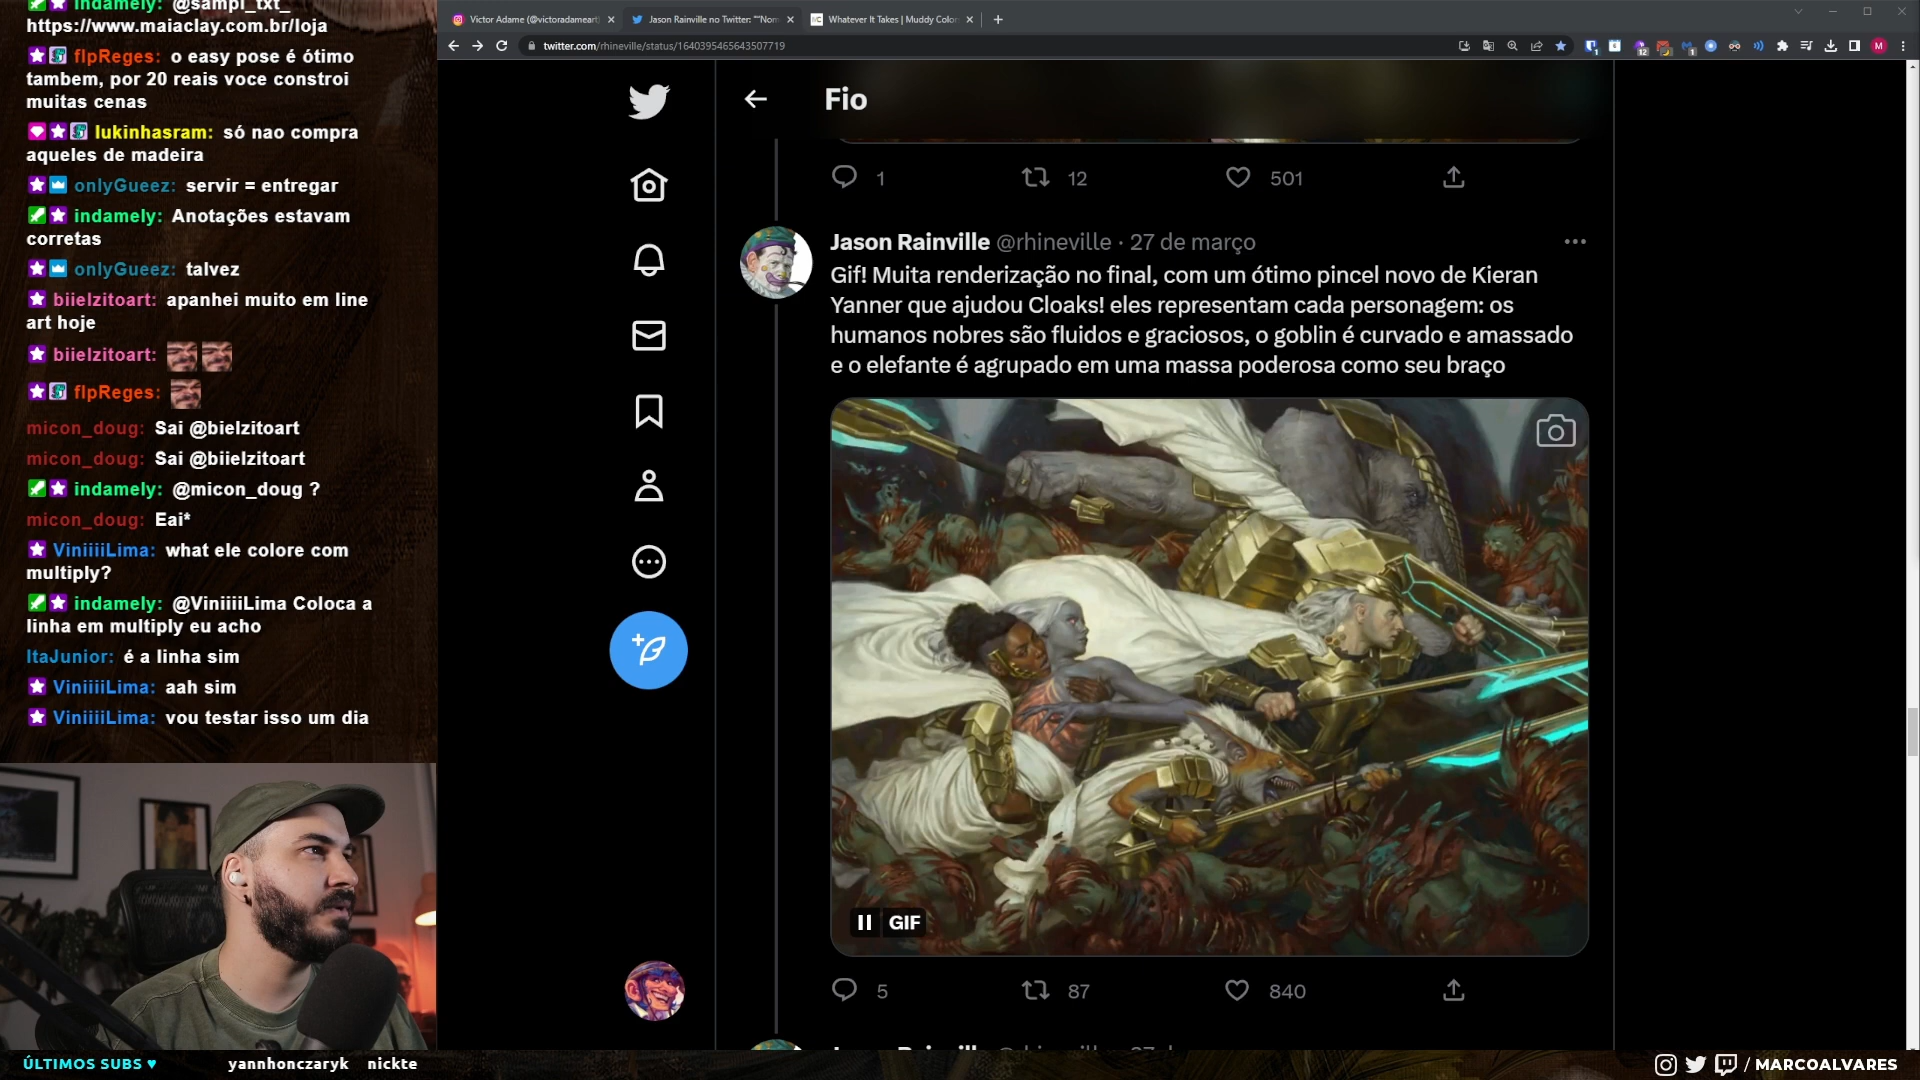 indamely: @sampi_txt_
https://www.maiaclay.com.br/loja
flpReges: o easy pose é ótimo
tambem, por 20 reais voce constroi
muitas cenas
lukinhasram: só nao compra
aqueles de madeira
onlyGueez: servir = entregar
indamely: Anotações estavam
corretas
onlyGueez: talvez
biielzitoart: apanhei muito em line
art hoje
biielzitoart:
flpReges:
micon_doug: Sai @bielzitoart
micon_doug: Sai @biielzitoart
indamely: @micon_doug ?
micon_doug: Eai*
ViniiiiLima: what ele colore com
multiply?
indamely: @ViniiiiLima Coloca a
linha em multiply eu acho
ItaJunior: é a linha sim
ViniiiiLima: aah sim
ViniiiiLima: vou testar isso um dia
ÚLTIMOS SUBS ♥ yannhonczaryk nickte
Victor Adame (@victoradameart) Jason Rainville no Twitter: ""Nom Whatever It Takes | Muddy Color
twitter.com/rhineville/status/1640395465643507719
Fio
1 12 501
Jason Rainville @rhineville · 27 de março
Gif! Muita renderização no final, com um ótimo pincel novo de Kieran
Yanner que ajudou Cloaks! eles representam cada personagem: os
humanos nobres são fluidos e graciosos, o goblin é curvado e amassado
e o elefante é agrupado em uma massa poderosa como seu braço
GIF
5 87 840
/ MARCOALVARES